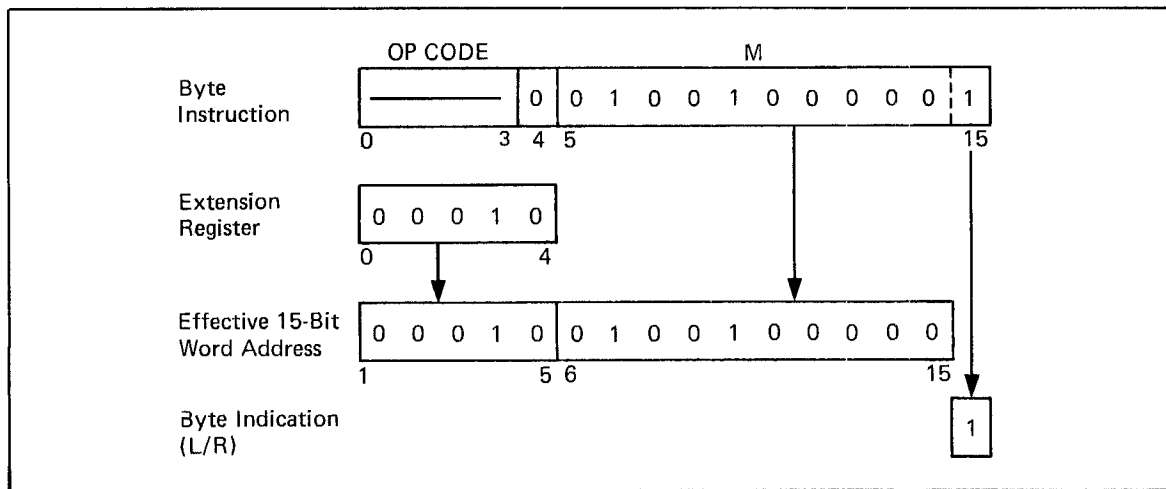 OP CODE M
Byte Instruction 0 0 1 0 0 1 0 0 0 0 0 1
0 3 4 5 15
Extension Register 0 0 0 1 0
0 4
Effective 15-Bit Word Address 0 0 0 1 0 0 1 0 0 1 0 0 0 0 0
1 5 6 15
Byte Indication (L/R) 1